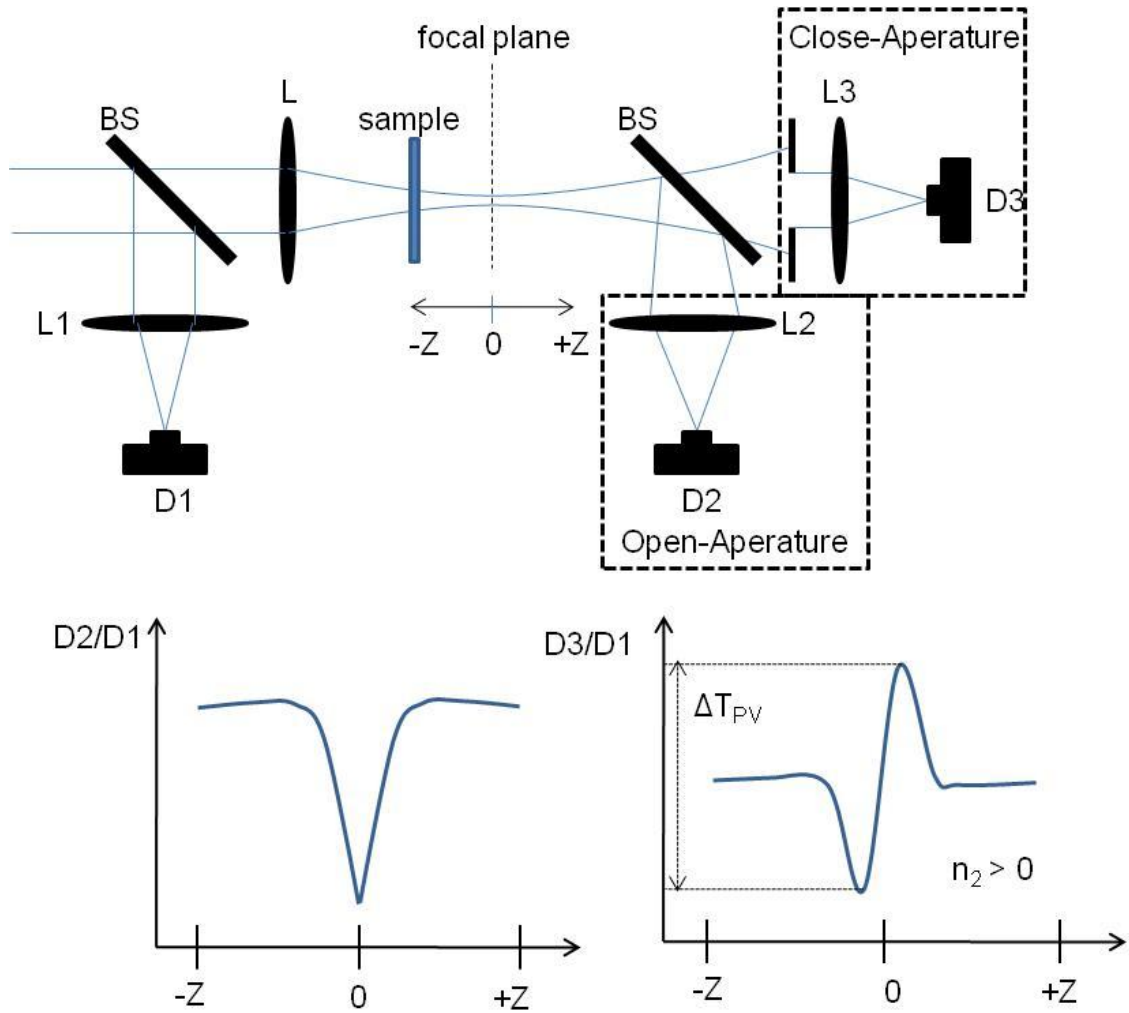 focal plane
Close-Aperature
BS
L
sample
BS
L3
D3
L1
-Z
0
+Z
L2
D1
D2
Open-Aperature
D2/D1
-Z
0
+Z
D3/D1
ΔT_PV
n₂ > 0
-Z
0
+Z